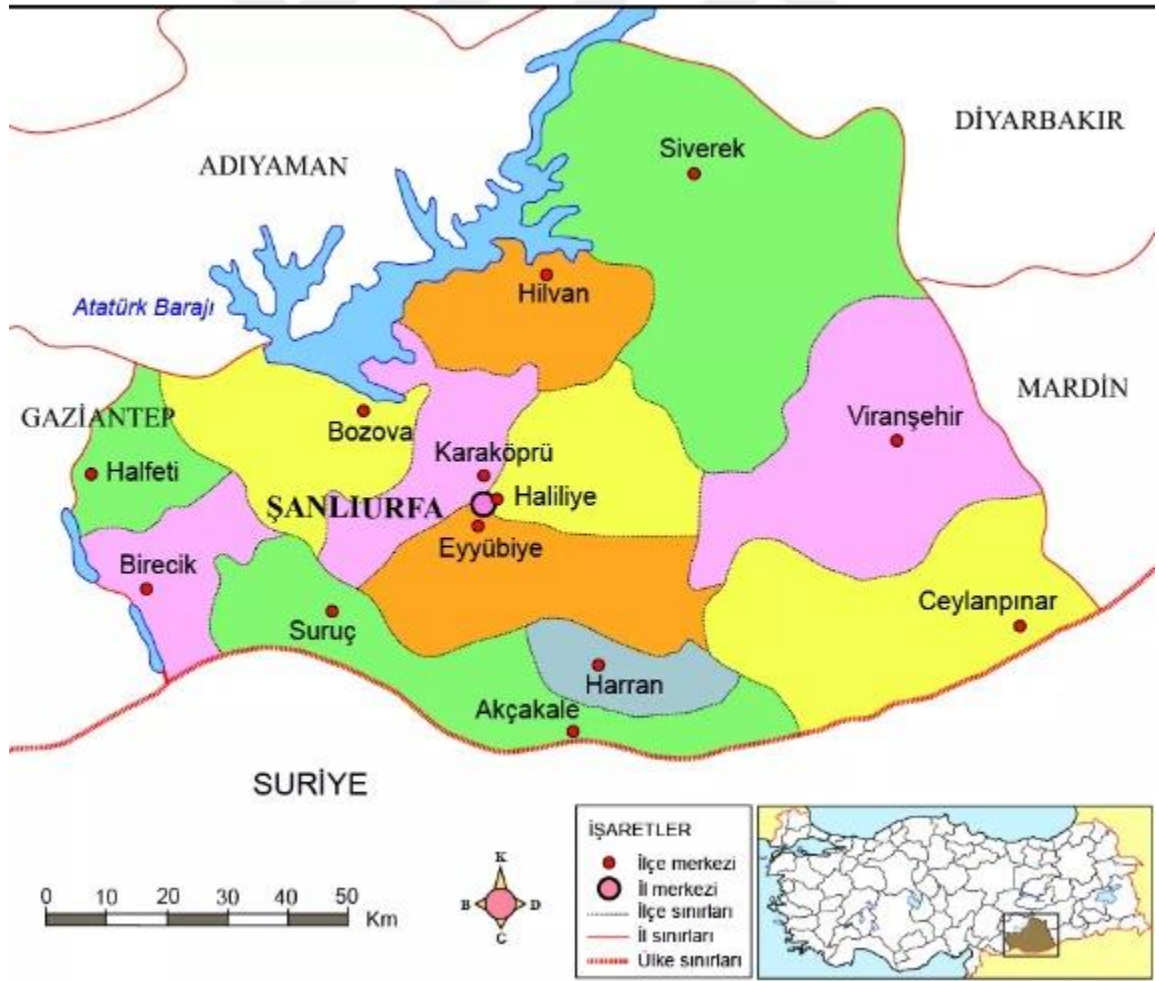 DİYARBAKIR
Siverek
ADIYAMAN
Hilvan
Atatürk Barajı
MARDİN
GAZİANTEP
Viranşehir
Bozova
Karaköprü
Halfeti
Haliliye
ŞANLIURFA
Eyyübiye
Birecik
Ceylanpınar
Suruç
Harran
Akçakale
SURİYE
0 10 20 30 40 50
Km
K
B D
G
İŞARETLER
İlçe merkezi
İl merkezi
İlçe sınırları
İl sınırları
Ülke sınırları